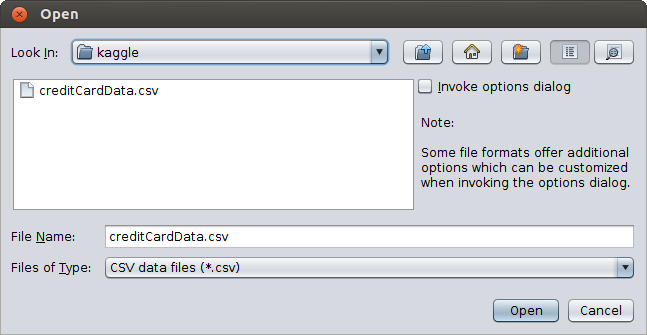 Open
Look In: kaggle
creditCardData.csv
Invoke options dialog
Note:
Some file formats offer additional
options which can be customized
when invoking the options dialog.
File Name: creditCardData.csv
Files of Type: CSV data files (*.csv)
Open Cancel